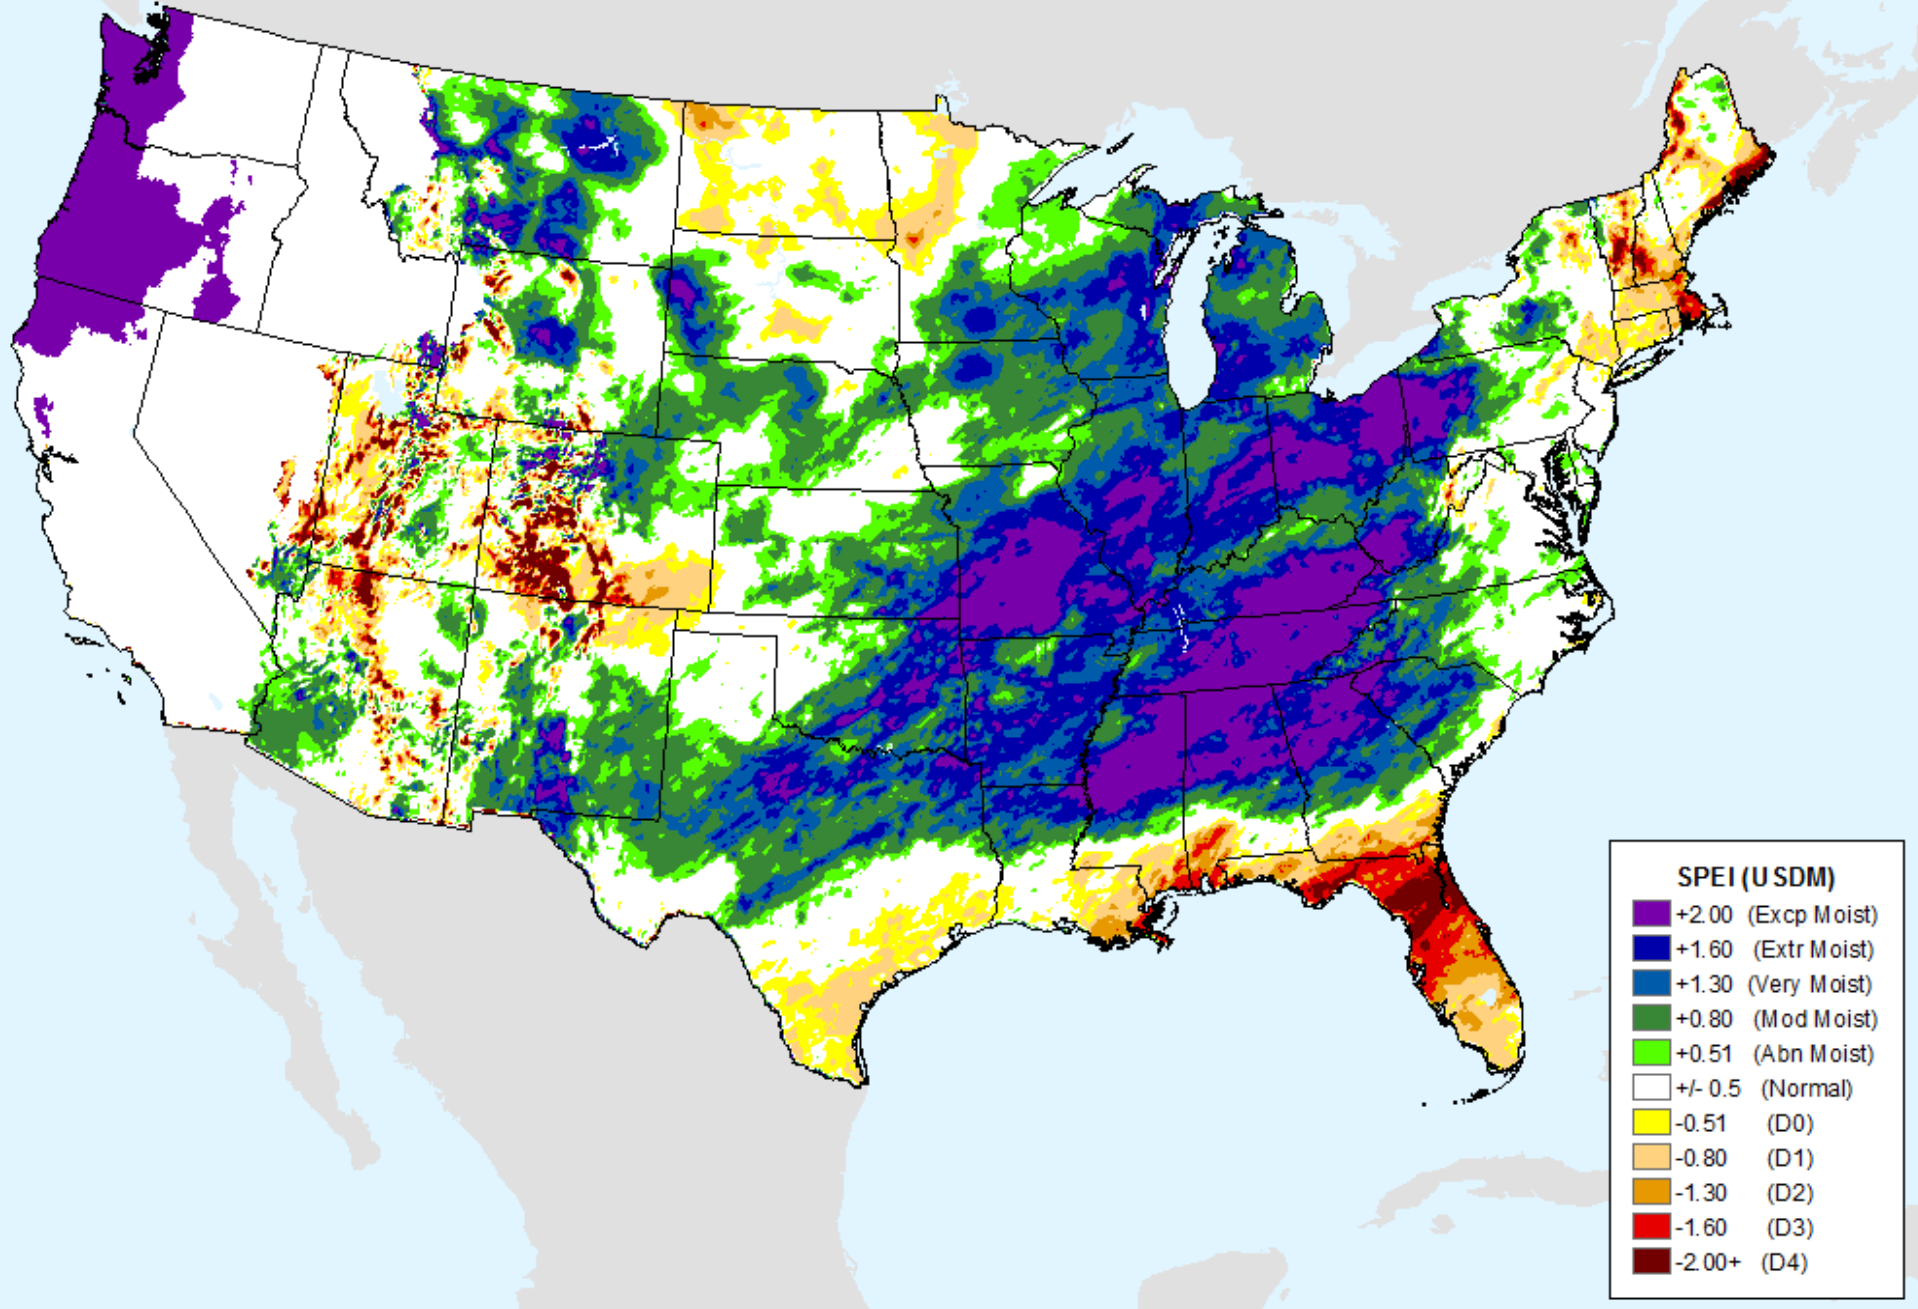 SPEI (USDM)
+2.00 (Excp Moist)
+1.60 (Extr Moist)
+1.30 (Very Moist)
+0.80 (Mod Moist)
+0.51 (Abn Moist)
+/- 0.5 (Normal)
-0.51 (D0)
-0.80 (D1)
-1.30 (D2)
-1.60 (D3)
-2.00+ (D4)